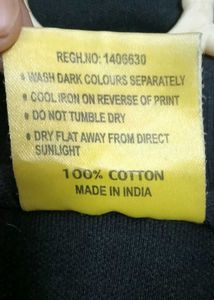 REGH.NO: 1406630
• WASH DARK COLOURS SEPARATELY
• COOL IRON ON REVERSE OF PRINT
• DO NOT TUMBLE DRY
• DRY FLAT AWAY FROM DIRECT
SUNLIGHT
100% COTTON
MADE IN INDIA